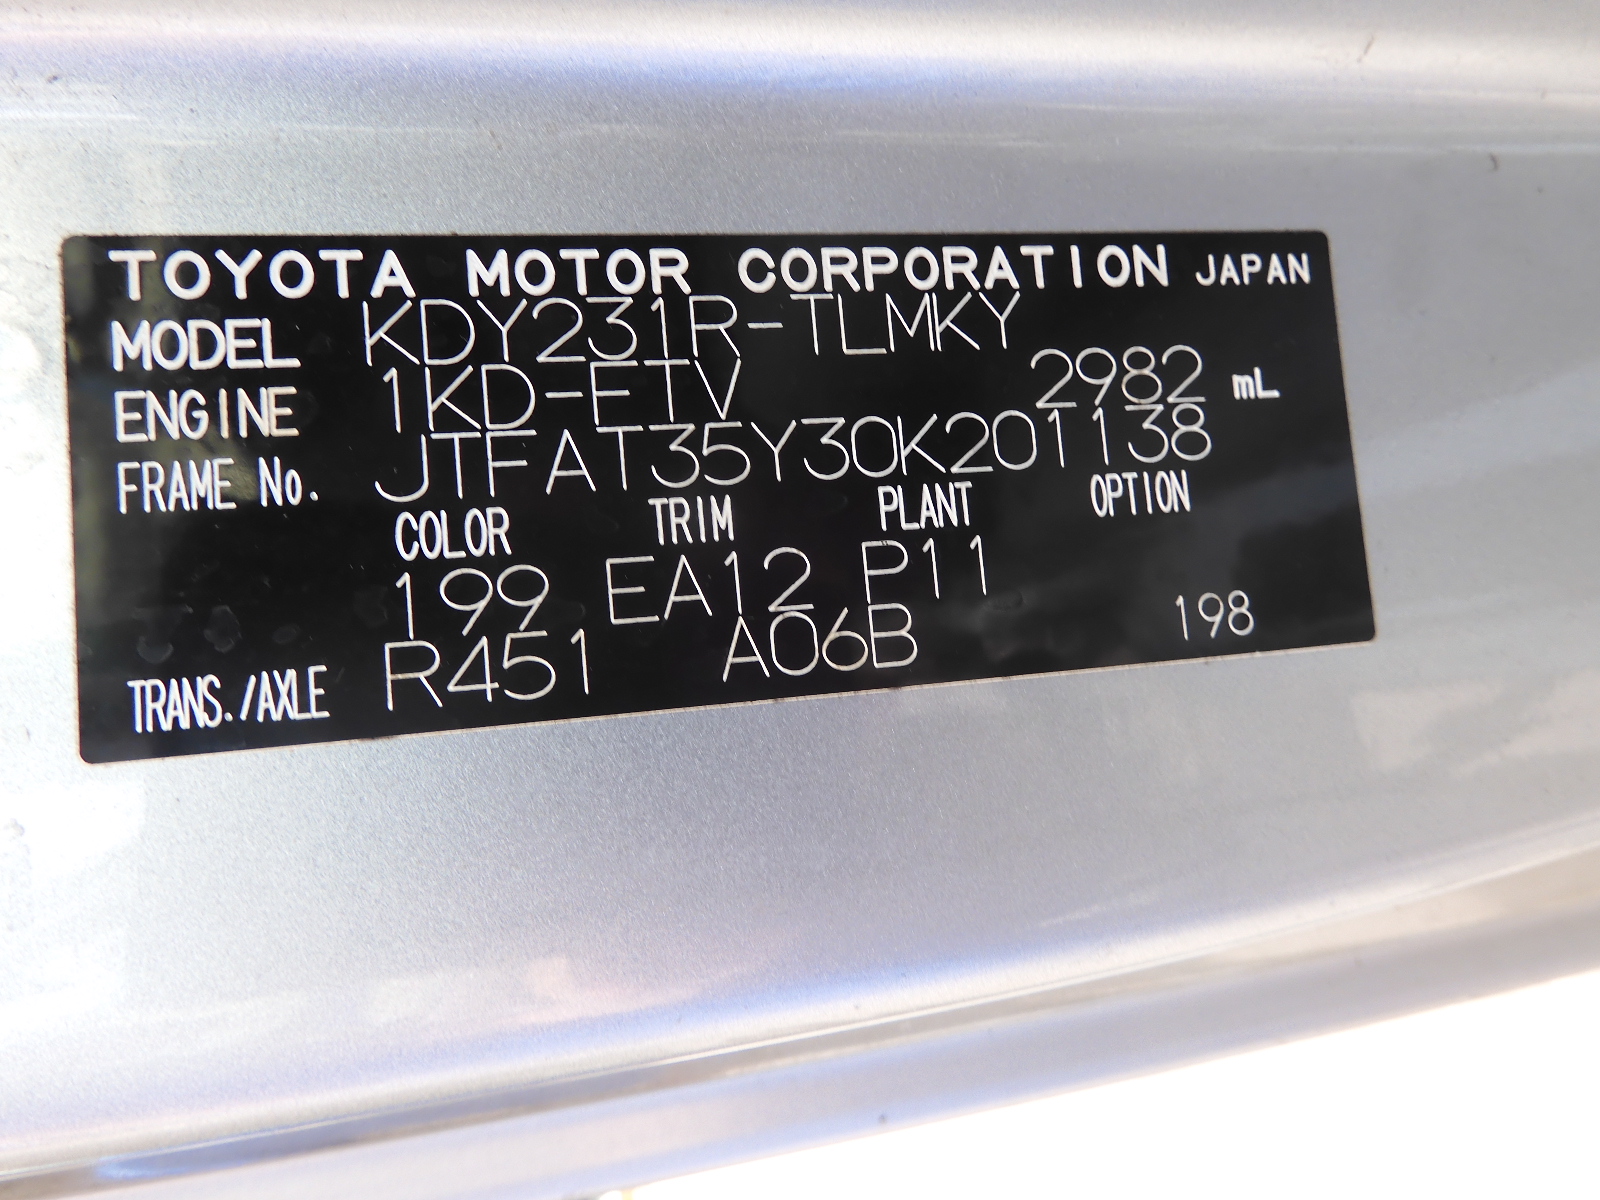 TOYOTA MOTOR CORPORATION JAPAN
MODEL KDY231R-TLMKY
ENGINE 1KD-ETV 2982 mL
FRAME No. JTFAT35Y30K201138
COLOR TRIM PLANT OPTION
199 EA12 P11
TRANS./AXLE R451 A06B 198